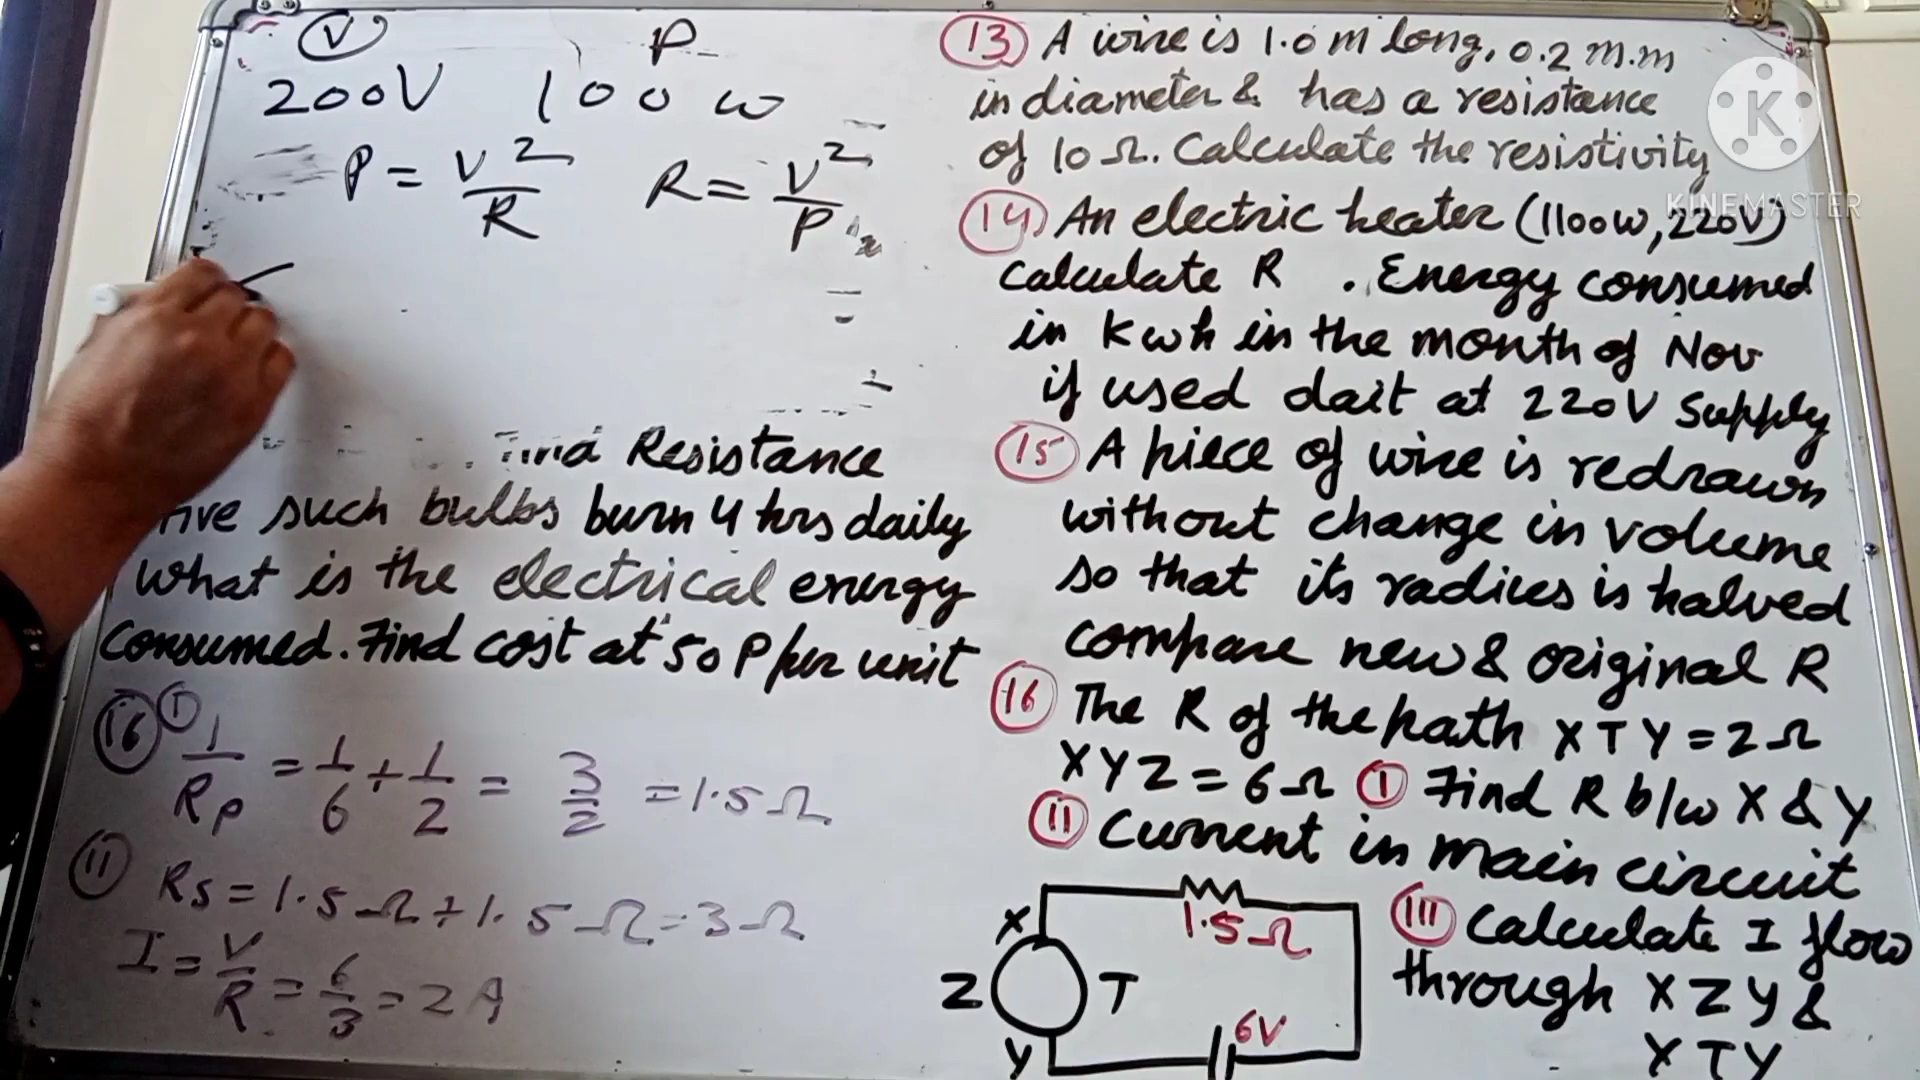 V P
200V 100 W
P = V²/R R = V²/P
Find Resistance
Five such bulbs burn 4 hrs daily
What is the electrical energy
Consumed. Find cost at 50 P/per unit
16 I 1/Rp = 1/6 + 1/2 = 3/2 = 1.5 Ω
II Rs = 1.5 Ω + 1.5 Ω = 3 Ω
I = V/R = 6/3 = 2 A
13 A wire is 1.0 m long, 0.2 m.m
in diameter & has a resistance
of 10 Ω. Calculate the resistivity
14 An electric heater (1100W, 220V)
Calculate R . Energy consumed
in Kwh in the month of Nov
if used at 220V supply
15 A piece of wire is redrawn
without change in volume
so that its radius is halved
compare new & original R
16 The R of the path XTY = 2 Ω
XYZ = 6 Ω I Find R b/w X & Y
II Current in main circuit
III Calculate I flow
through XZY &
XTY
1.5 Ω
X
Z T
6V
Y
K
KINEMASTER